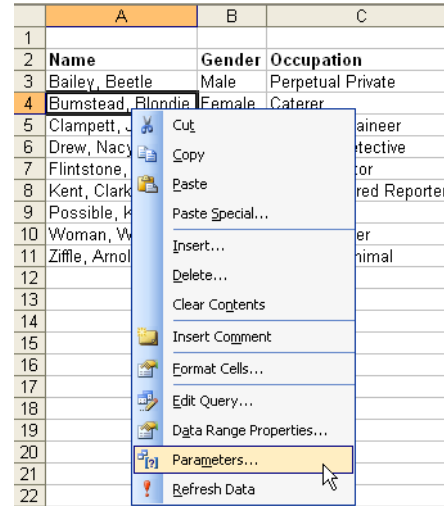 A B C
1
2 Name Gender Occupation
3 Bailey, Beetle Male Perpetual Private
4 Bumstead, Blondie Female Caterer
5 Clampett, aineer
6 Drew, Nacy tective
7 Flintstone, tor
8 Kent, Clark red Reporter
9 Possible,
10 Woman, er
11 Ziffle, Arnol nimal
12
13
14
15
16
17
18
19
20
21
22
Cut
Copy
Paste
Paste Special...
Insert...
Delete...
Clear Contents
Insert Comment
Format Cells...
Edit Query...
Data Range Properties...
Parameters...
Refresh Data